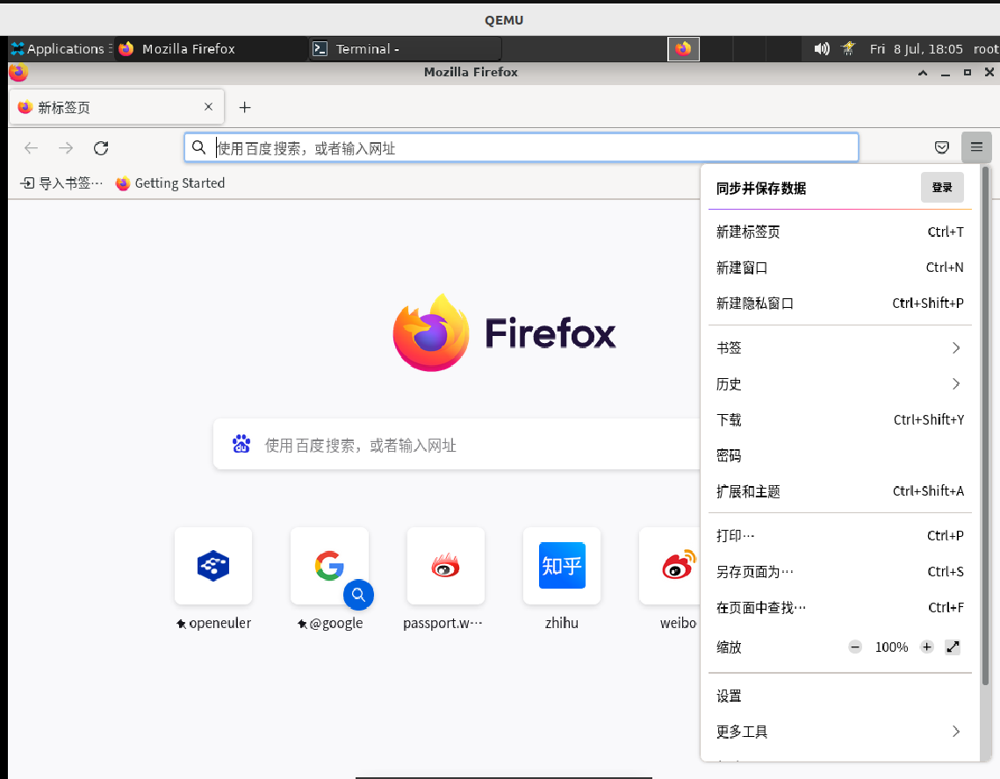 QEMU
Applications Mozilla Firefox Terminal - Fri 8 Jul, 18:05 root
Mozilla Firefox
新标签页
使用百度搜索，或者输入网址
导入书签… Getting Started
同步并保存数据 登录
新建标签页 Ctrl+T
新建窗口 Ctrl+N
新建隐私窗口 Ctrl+Shift+P
书签
历史
下载 Ctrl+Shift+Y
密码
扩展和主题 Ctrl+Shift+A
打印… Ctrl+P
另存页面为… Ctrl+S
在页面中查找… Ctrl+F
缩放 100%
设置
更多工具
Firefox
du
使用百度搜索，或者输入网址
知乎
openeuler @google passport.w… zhihu weibo